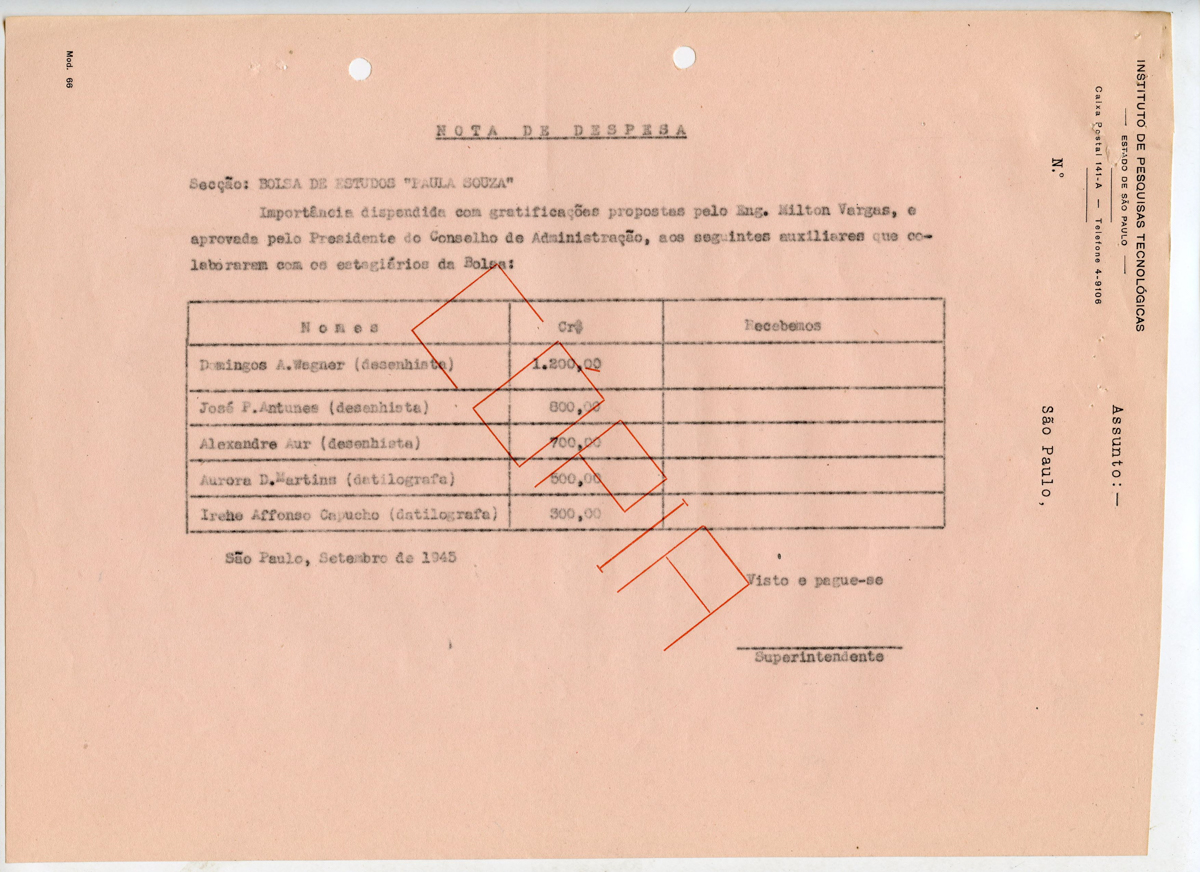 Mod. 66
INSTITUTO DE PESQUISAS TECNOLÓGICAS
ESTADO DE SÃO PAULO
Caixa Postal 141-A — Telefone 4-9106
N.º
Assunto:—
São Paulo,
NOTA DE DESPESA
Secção: BOLSA DE ESTUDOS "PAULA SOUZA"
Importância dispendida com gratificações propostas pelo Eng. Milton Vargas, e
aprovada pelo Presidente do Conselho de Administração, aos seguintes auxiliares que co-
laboraram com os estagiários da Bolsa:
Nomes Cr$ Recebemos
Domingos A.Wagner (desenhista) 1.200,00
José P.Antunes (desenhista) 800,00
Alexandre Aur (desenhista) 700,00
Aurora D.Martins (datilografa) 500,00
Irene Affonso Capucho (datilografa) 300,00
São Paulo, Setembro de 1945
Visto e pague-se
Superintendente
COPIA